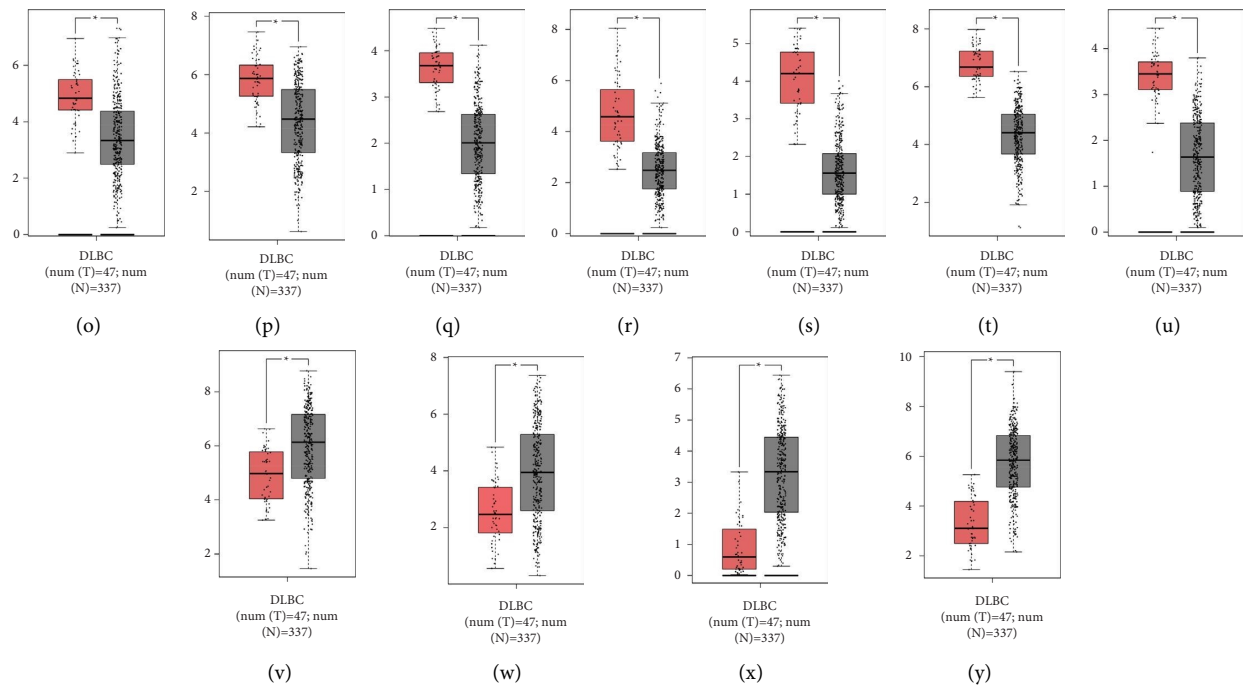 *
*
*
*
*
*
*
8
6
4
2
0
8
6
4
2
4
3
2
1
0
8
6
4
2
0
5
4
3
2
1
0
8
6
4
2
4
3
2
1
0
DLBC
(num (T)=47; num
(N)=337)
DLBC
(num (T)=47; num
(N)=337)
DLBC
(num (T)=47; num
(N)=337)
DLBC
(num (T)=47; num
(N)=337)
DLBC
(num (T)=47; num
(N)=337)
DLBC
(num (T)=47; num
(N)=337)
DLBC
(num (T)=47; num
(N)=337)
(o)
(p)
(q)
(r)
(s)
(t)
(u)
*
*
*
*
8
6
4
2
8
6
4
2
7
6
5
4
3
2
1
0
10
8
6
4
2
DLBC
(num (T)=47; num
(N)=337)
DLBC
(num (T)=47; num
(N)=337)
DLBC
(num (T)=47; num
(N)=337)
DLBC
(num (T)=47; num
(N)=337)
(v)
(w)
(x)
(y)